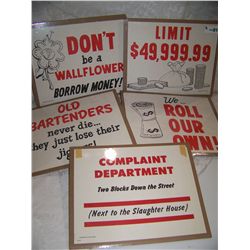 DON'T
be a
WALLFLOWER
BORROW MONEY!
LIMIT
$49,999.99
OLD
BARTENDERS
never die...
they just lose their
jiggers!
We...
ROLL
OUR
OWN!
COMPLAINT
DEPARTMENT
Two Blocks Down the Street
(Next to the Slaughter House)